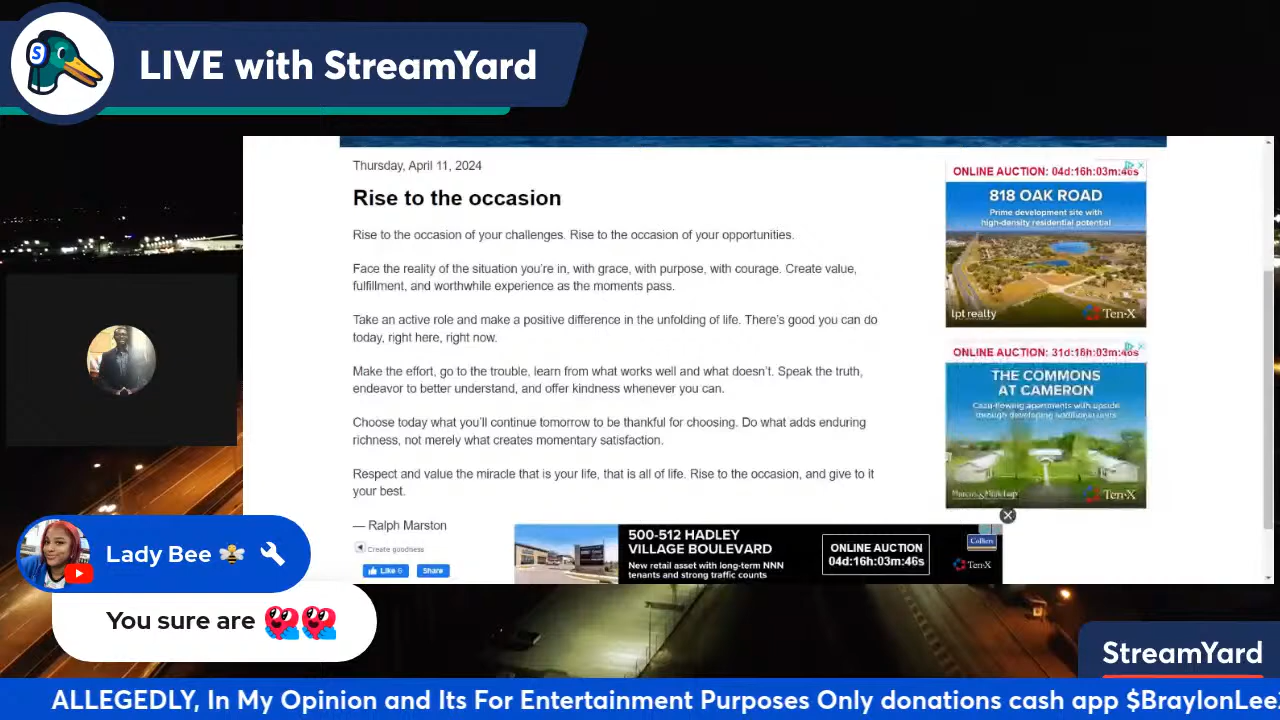 LIVE with StreamYard
Thursday, April 11, 2024
Rise to the occasion
Rise to the occasion of your challenges. Rise to the occasion of your opportunities.
Face the reality of the situation you're in, with grace, with purpose, with courage. Create value,
fulfillment, and worthwhile experience as the moments pass.
Take an active role and make a positive difference in the unfolding of life. There's good you can do
today, right here, right now.
Make the effort, go to the trouble, learn from what works well and what doesn't. Speak the truth,
endeavor to better understand, and offer kindness whenever you can.
Choose today what you'll continue tomorrow to be thankful for choosing. Do what adds enduring
richness, not merely what creates momentary satisfaction.
Respect and value the miracle that is your life, that is all of life. Rise to the occasion, and give to it
your best.
— Ralph Marston
Create goodness
Like 6
Share
ONLINE AUCTION: 04d:16h:03m:46s
818 OAK ROAD
Prime development site with
high-density residential potential
lpt realty
Ten-X
ONLINE AUCTION: 31d:16h:03m:46s
THE COMMONS
AT CAMERON
Cash-flowing apartments with upside
through developing additional units
Marcus & Millichap
Ten-X
500-512 HADLEY
VILLAGE BOULEVARD
New retail asset with long-term NNN
tenants and strong traffic counts
ONLINE AUCTION
04d:16h:03m:46s
Colliers
Ten-X
Lady Bee 🐝
You sure are
StreamYard
ALLEGEDLY, In My Opinion and Its For Entertainment Purposes Only donations cash app $BraylonLee